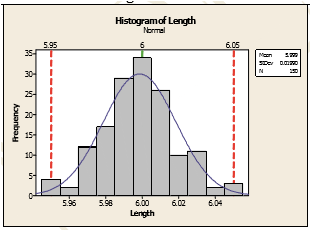 Histogram of Length
Normal
5.95 6 6.05
Mean 5.999
StDev 0.01990
N 150
35
30
25
20
15
10
5
0
Frequency
5.96 5.98 6.00 6.02 6.04
Length